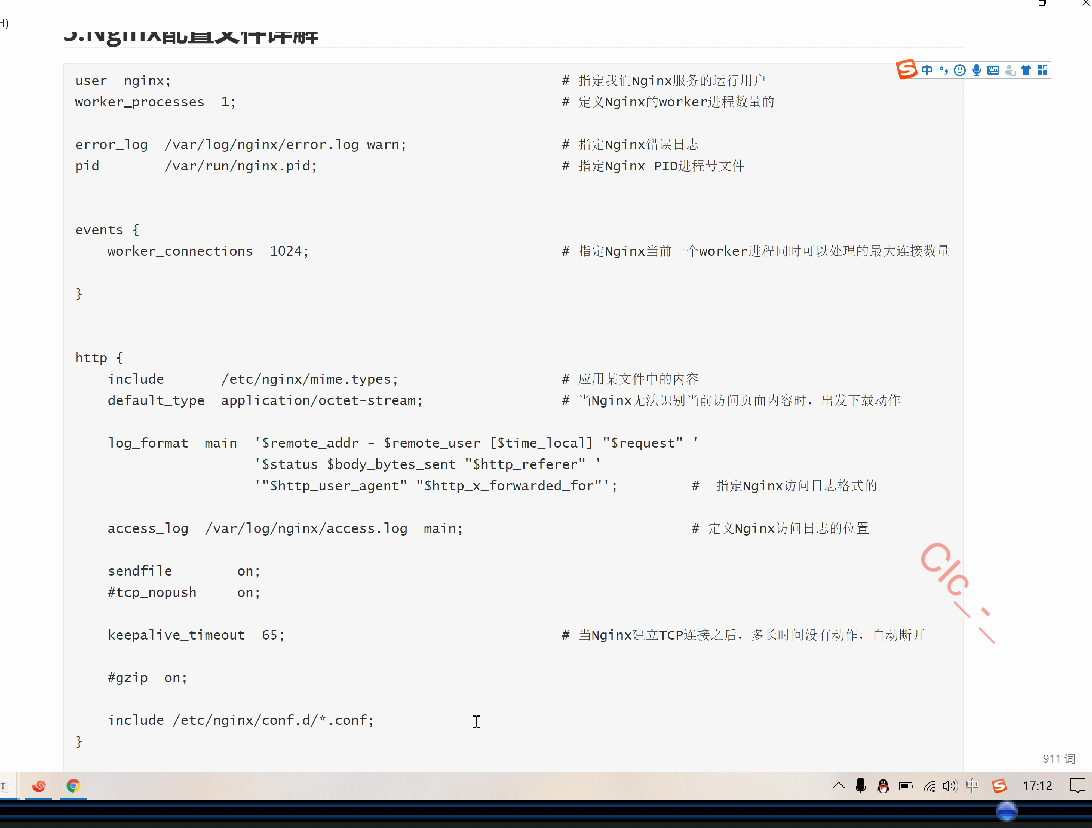 H)
5.Nginx配置文件详解
user  nginx;                                                # 指定我们Nginx服务的运行用户
worker_processes  1;                                        # 定义Nginx的worker进程数量的
error_log  /var/log/nginx/error.log warn;                   # 指定Nginx错误日志
pid        /var/run/nginx.pid;                              # 指定Nginx PID进程号文件
events {
    worker_connections  1024;                               # 指定Nginx当前一个worker进程同时可以处理的最大连接数量
}
http {
    include       /etc/nginx/mime.types;                    # 应用某文件中的内容
    default_type  application/octet-stream;                 # 当Nginx无法识别当前访问页面内容时，出发下载动作
    log_format  main  '$remote_addr - $remote_user [$time_local] "$request" '
                      '$status $body_bytes_sent "$http_referer" '
                      '"$http_user_agent" "$http_x_forwarded_for"';         #  指定Nginx访问日志格式的
    access_log  /var/log/nginx/access.log  main;                            # 定义Nginx访问日志的位置
    sendfile        on;
    #tcp_nopush     on;
    keepalive_timeout  65;                                  # 当Nginx建立TCP连接之后，多长时间没有动作，自动断开
    #gzip  on;
    include /etc/nginx/conf.d/*.conf;
}
中
Clc_-_
911 词
中
17:12